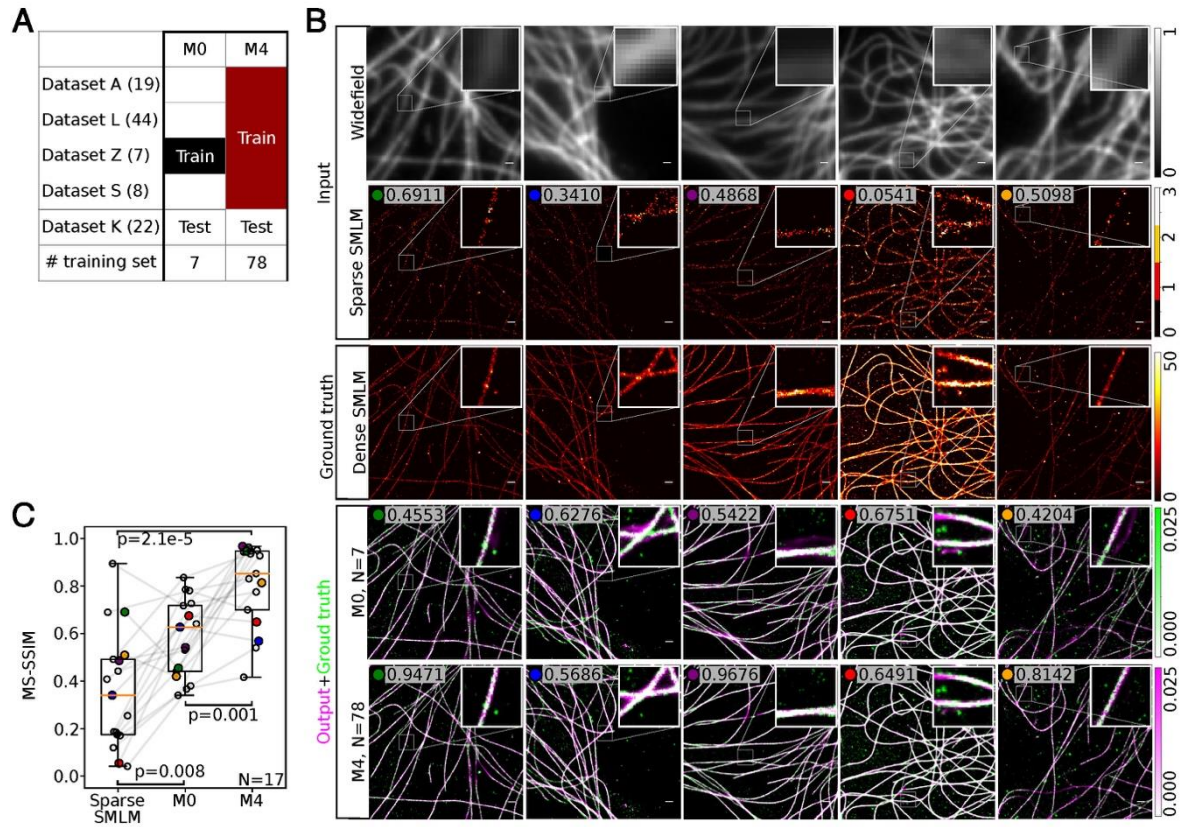 A
M0 M4
Dataset A (19)
Dataset L (44)
Dataset Z (7) Train Train
Dataset S (8)
Dataset K (22) Test Test
# training set 7 78
B
Input
Widefield
1
0
Sparse SMLM
0.6911 0.3410 0.4868 0.0541 0.5098
3
2
1
0
Ground truth
Dense SMLM
50
0
Output+Groud truth
M0, N=7
0.4553 0.6276 0.5422 0.6751 0.4204
0.025
0.000
M4, N=78
0.9471 0.5686 0.9676 0.6491 0.8142
0.025
0.000
C
MS-SSIM
1.0
0.8
0.6
0.4
0.2
0.0
p=2.1e-5
p=0.001
p=0.008
N=17
Sparse
SMLM
M0
M4